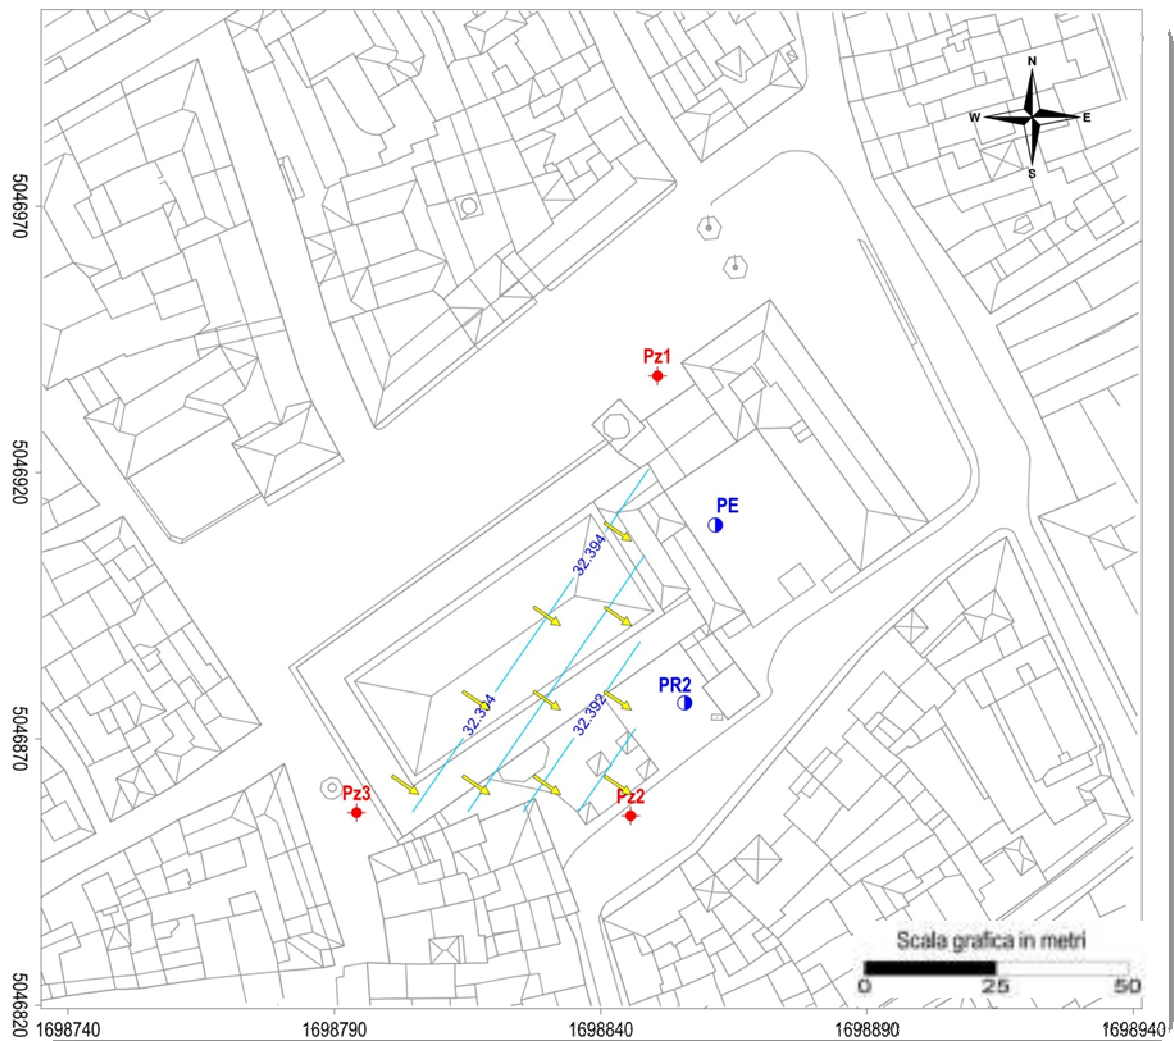 N
W E
S
5046970
Pz1
5046920
PE
32.394
PR2
32.394
32.392
5046870
Pz3
Pz2
Scala grafica in metri
0 25 50
5046820
1698740 1698790 1698840 1698890 1698940